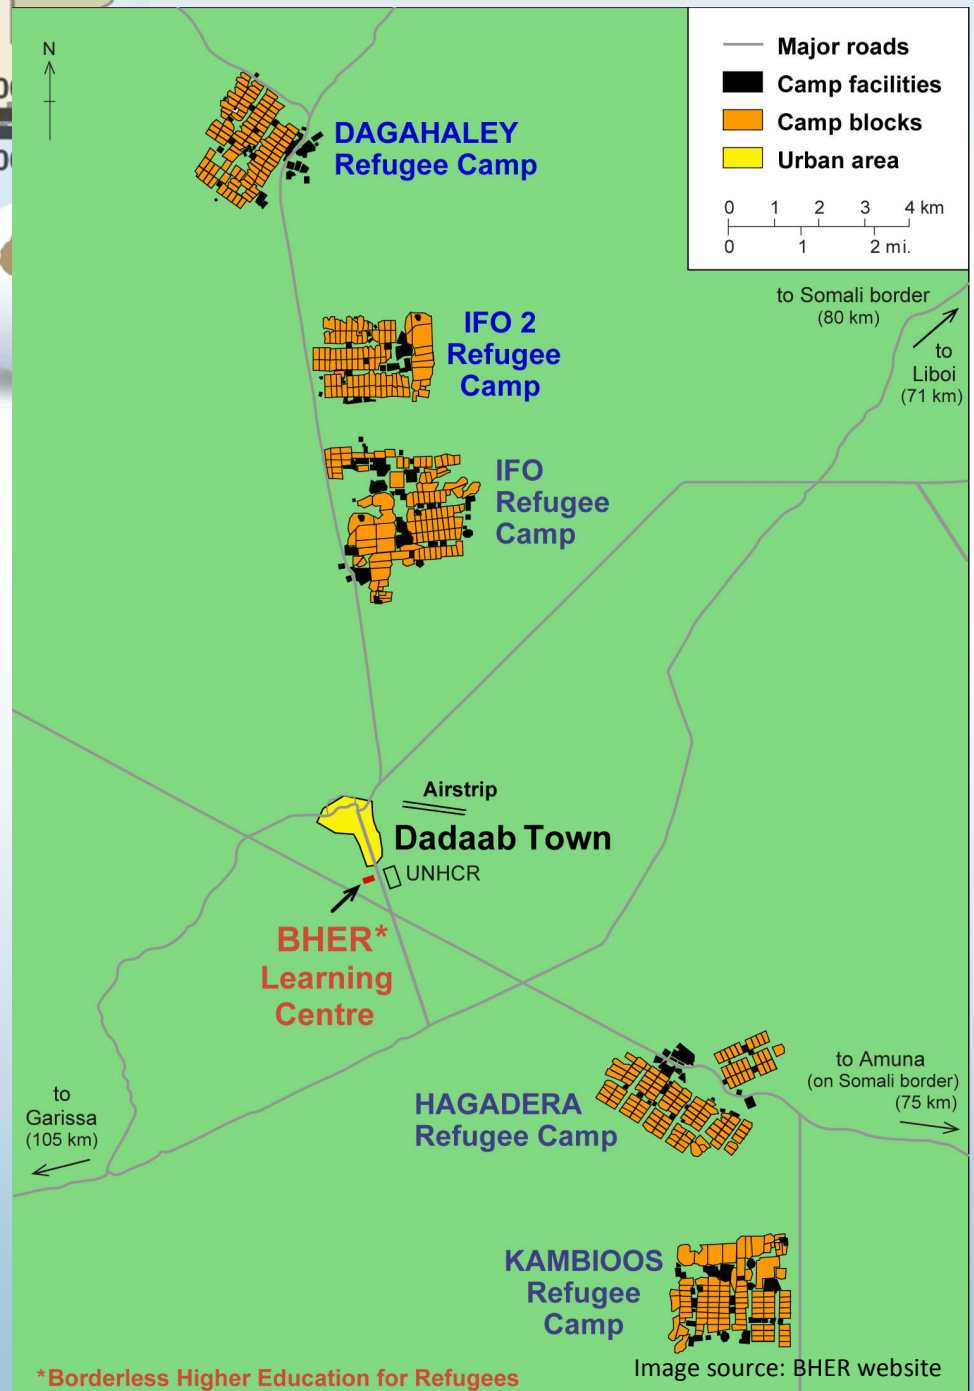 N
Major roads
Camp facilities
Camp blocks
Urban area
0 1 2 3 4 km
0 1 2 mi.
DAGAHALEY
Refugee Camp
to Somali border
(80 km)
to
Liboi
(71 km)
IFO 2
Refugee
Camp
IFO
Refugee
Camp
Airstrip
Dadaab Town
UNHCR
BHER*
Learning
Centre
to Amuna
(on Somali border)
(75 km)
to
Garissa
(105 km)
HAGADERA
Refugee Camp
KAMBIOOS
Refugee
Camp
Image source: BHER website
*Borderless Higher Education for Refugees